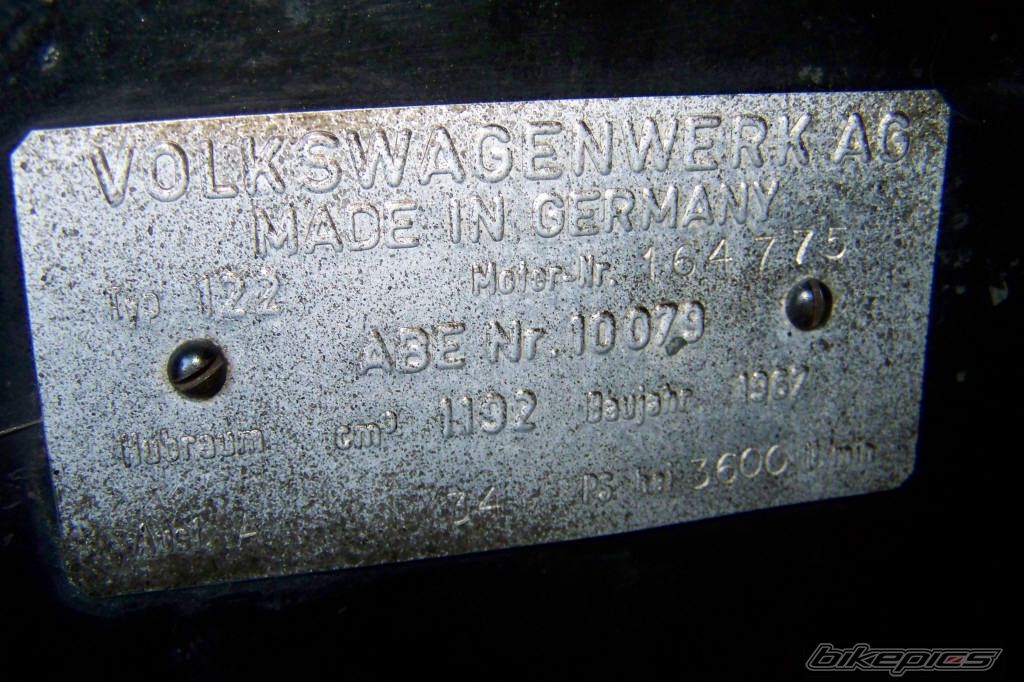 VOLKSWAGENWERK AG
MADE IN GERMANY
Typ 122 Motor-Nr. 164775
ABE Nr. 10079
Hubraum cm³ 1192 Baujahr 1967
Ausf. A 34 PS bei 3600 U/min
bikepics